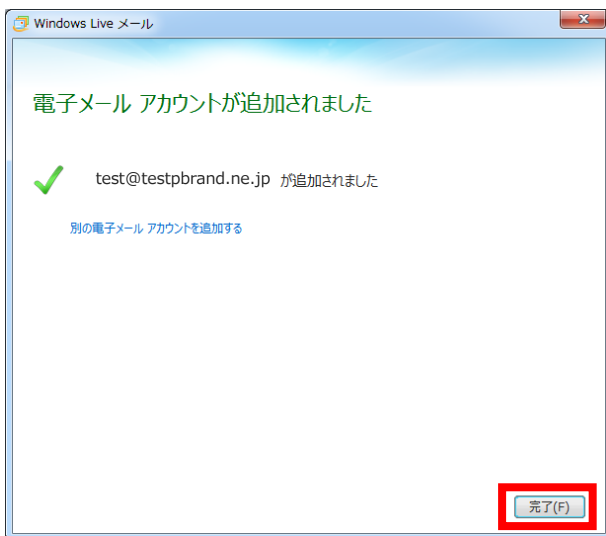 Windows Live メール
電子メール アカウントが追加されました
test@testpbrand.ne.jp が追加されました
別の電子メール アカウントを追加する
完了(F)